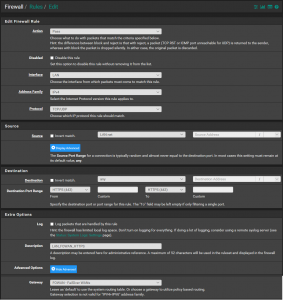 Firewall / Rules / Edit
Edit Firewall Rule
Action
Pass
Choose what to do with packets that match the criteria specified below.
Hint: the difference between block and reject is that with reject, a packet (TCP RST or ICMP port unreachable for UDP) is returned to the sender,
whereas with block the packet is dropped silently. In either case, the original packet is discarded.
Disabled
Disable this rule
Set this option to disable this rule without removing it from the list.
Interface
LAN
Choose the interface from which packets must come to match this rule.
Address Family
IPv4
Select the Internet Protocol version this rule applies to.
Protocol
TCP/UDP
Choose which IP protocol this rule should match.
Source
Source
Invert match.
LAN net
Source Address
/
Display Advanced
The Source Port Range for a connection is typically random and almost never equal to the destination port. In most cases this setting must remain at
its default value, any.
Destination
Destination
Invert match.
any
Destination Address
/
Destination Port Range
HTTPS (443)
HTTPS (443)
From
Custom
To
Custom
Specify the destination port or port range for this rule. The "To" field may be left empty if only filtering a single port.
Extra Options
Log
Log packets that are handled by this rule
Hint: the firewall has limited local log space. Don't turn on logging for everything. If doing a lot of logging, consider using a remote syslog server (see
the Status: System Logs: Settings page).
Description
A description may be entered here for administrative reference. A maximum of 52 characters will be used in the ruleset and displayed in the firewall
log.
Advanced Options
Hide Advanced
Gateway
Leave as 'default' to use the system routing table. Or choose a gateway to utilize policy based routing.
Gateway selection is not valid for "IPV4+IPV6" address family.